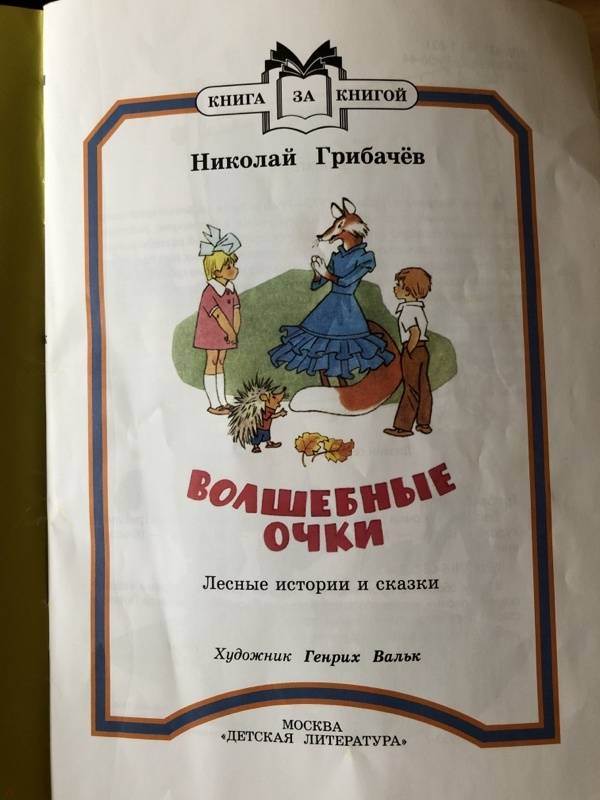 КНИГА ЗА КНИГОЙ
Николай Грибачёв
ВОЛШЕБНЫЕ
ОЧКИ
Лесные истории и сказки
Художник Генрих Вальк
МОСКВА
«ДЕТСКАЯ ЛИТЕРАТУРА»